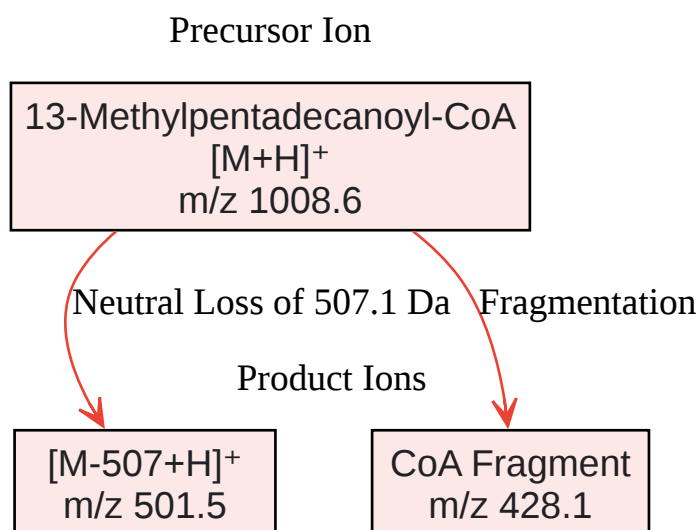 Precursor Ion
13-Methylpentadecanoyl-CoA
[M+H]⁺
m/z 1008.6
Neutral Loss of 507.1 Da
Fragmentation
Product Ions
[M-507+H]⁺
m/z 501.5
CoA Fragment
m/z 428.1